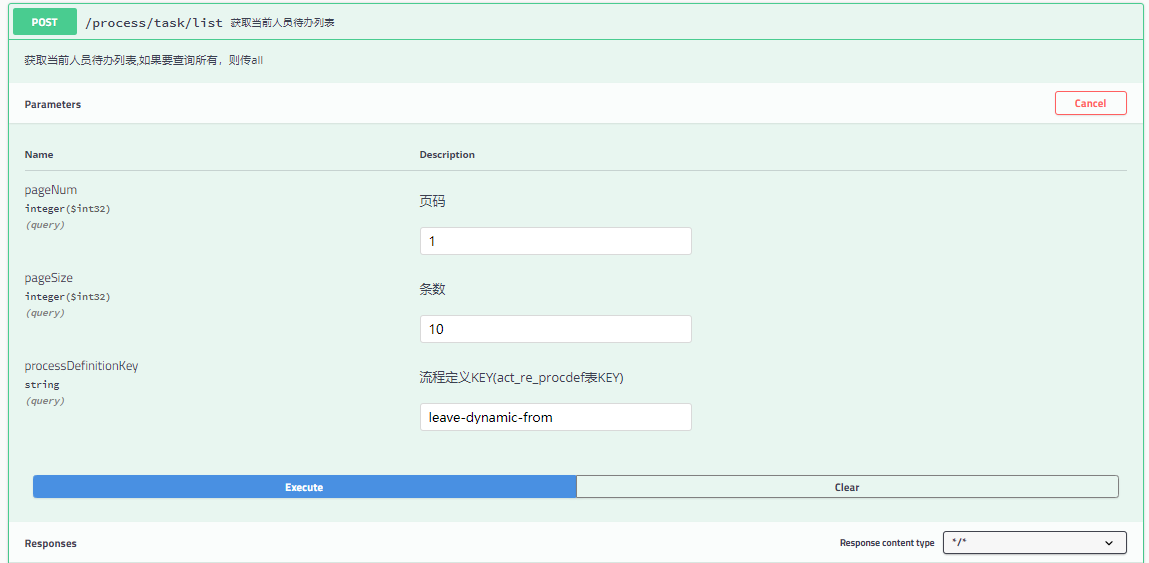 POST /process/task/list 获取当前人员待办列表
获取当前人员待办列表,如果要查询所有，则传all
Parameters
Cancel
Name
Description
pageNum
integer($int32)
(query)
页码
1
pageSize
integer($int32)
(query)
条数
10
processDefinitionKey
string
(query)
流程定义KEY(act_re_procdef表KEY)
leave-dynamic-from
Execute
Clear
Responses
Response content type
*/*